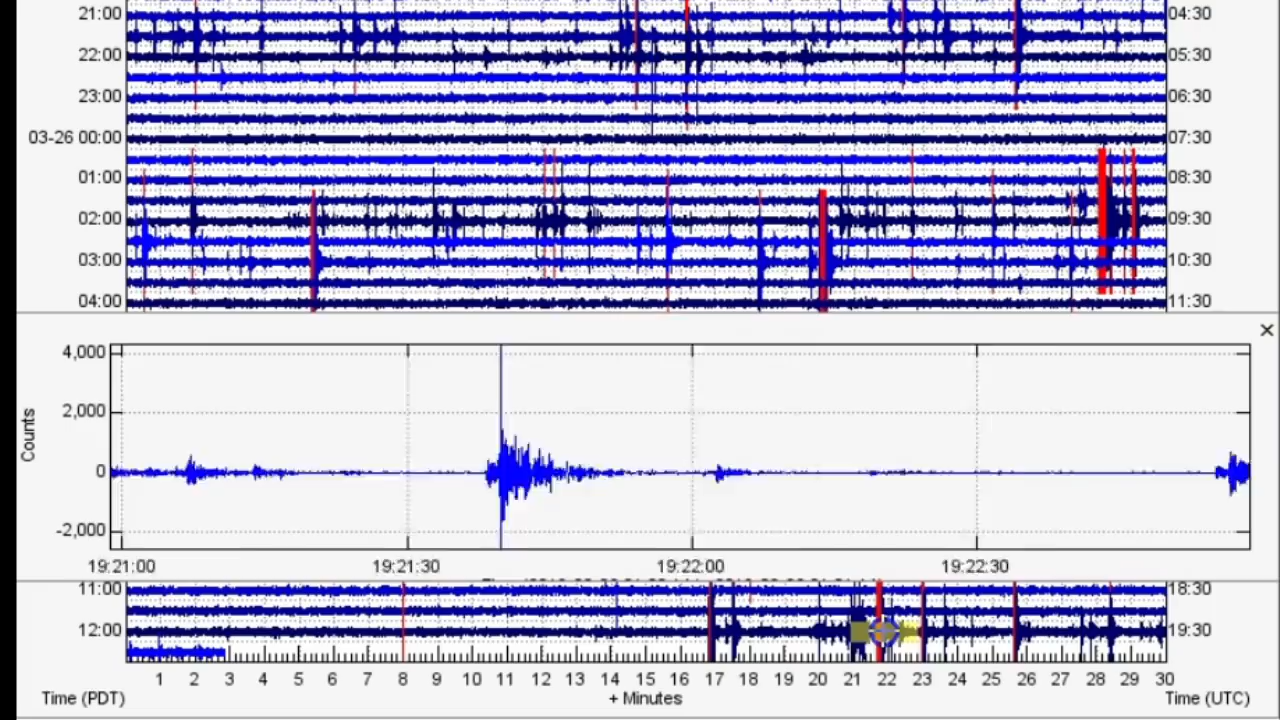 21:00 04:30
22:00 05:30
23:00 06:30
03-26 00:00 07:30
01:00 08:30
02:00 09:30
03:00 10:30
04:00 11:30
×
4,000
2,000
0
-2,000
Counts
19:21:00 19:21:30 19:22:00 19:22:30
11:00 18:30
12:00 19:30
1 2 3 4 5 6 7 8 9 10 11 12 13 14 15 16 17 18 19 20 21 22 23 24 25 26 27 28 29 30
Time (PDT) + Minutes Time (UTC)